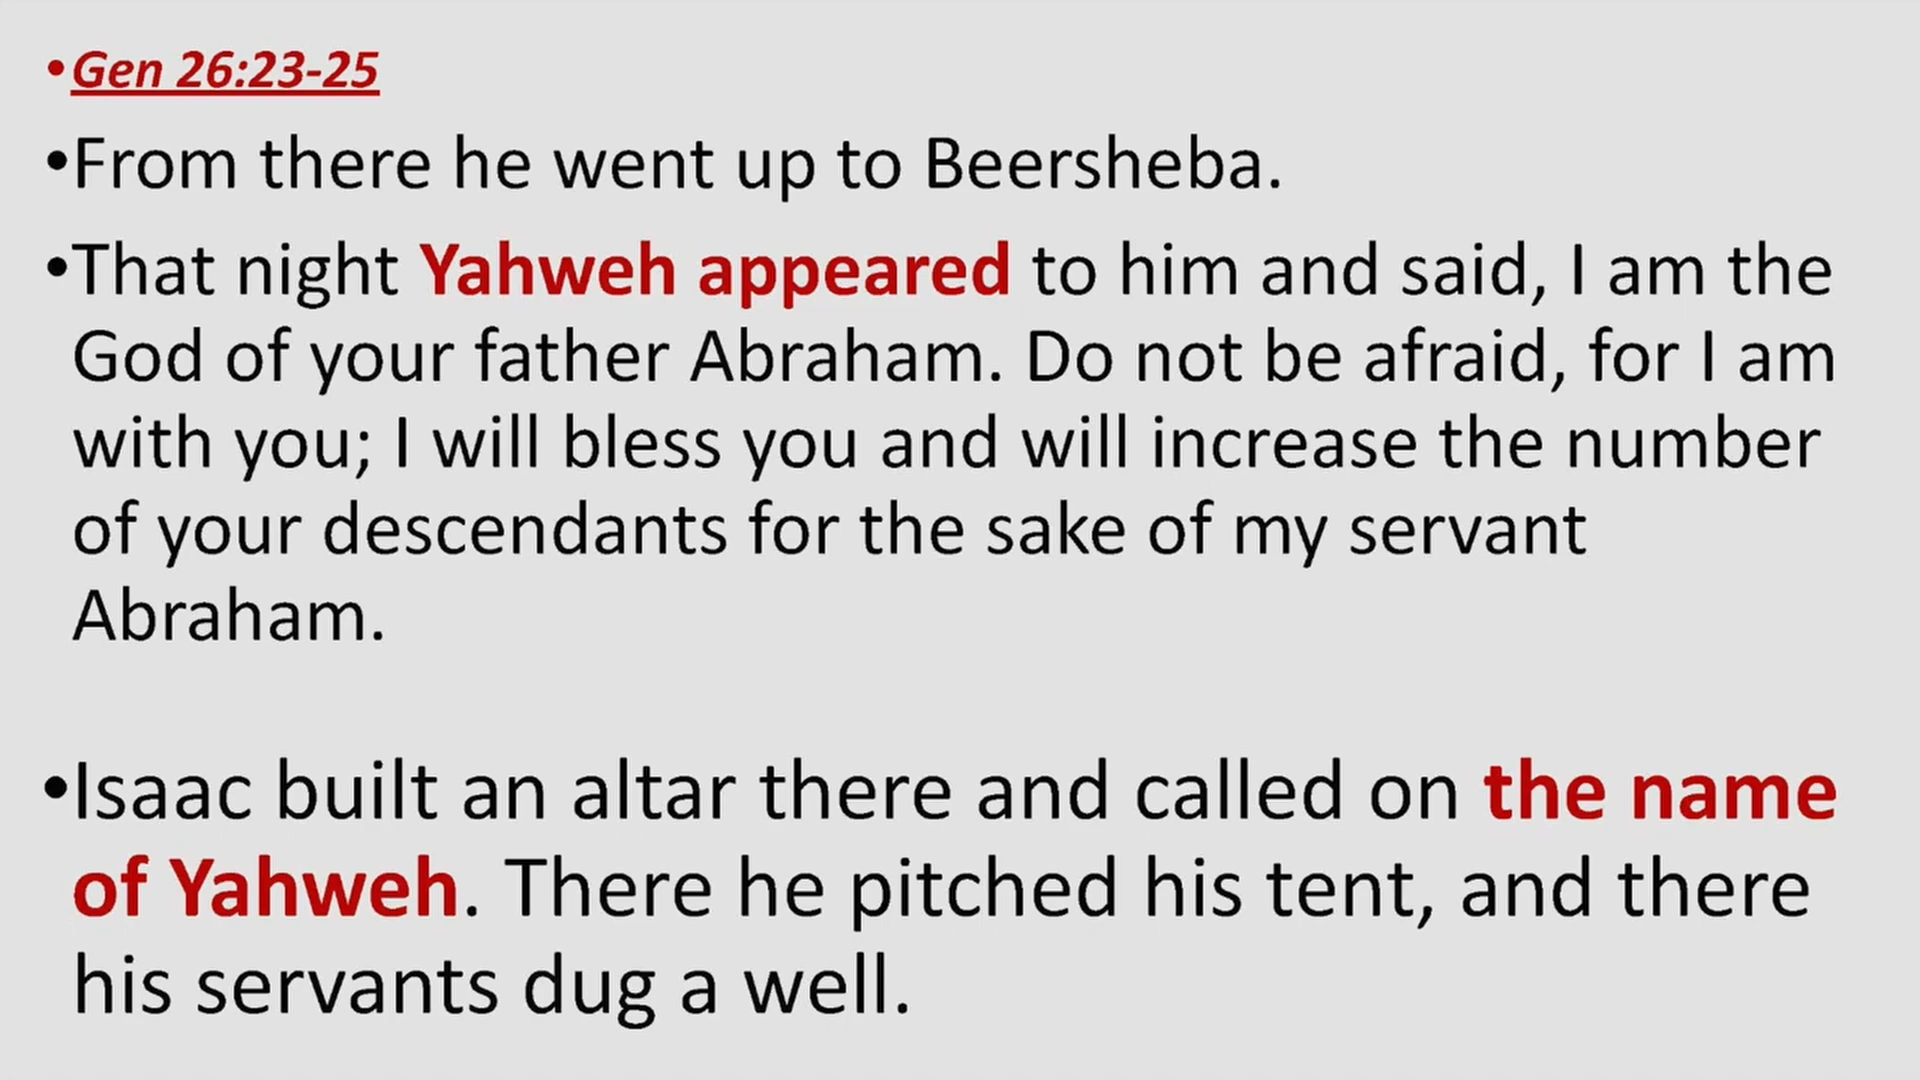 •Gen 26:23-25
•From there he went up to Beersheba.
•That night Yahweh appeared to him and said, I am the
God of your father Abraham. Do not be afraid, for I am
with you; I will bless you and will increase the number
of your descendants for the sake of my servant
Abraham.
•Isaac built an altar there and called on the name
of Yahweh. There he pitched his tent, and there
his servants dug a well.